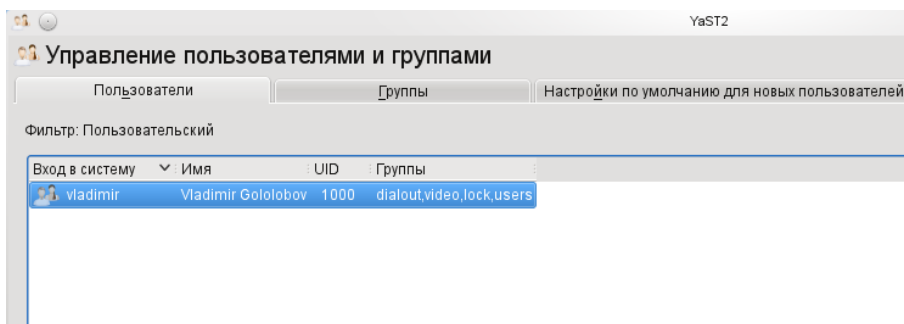 YaST2
Управление пользователями и группами
Пользователи Группы Настройки по умолчанию для новых пользователей
Фильтр: Пользовательский
Вход в систему Имя UID Группы
vladimir Vladimir Gololobov 1000 dialout,video,lock,users